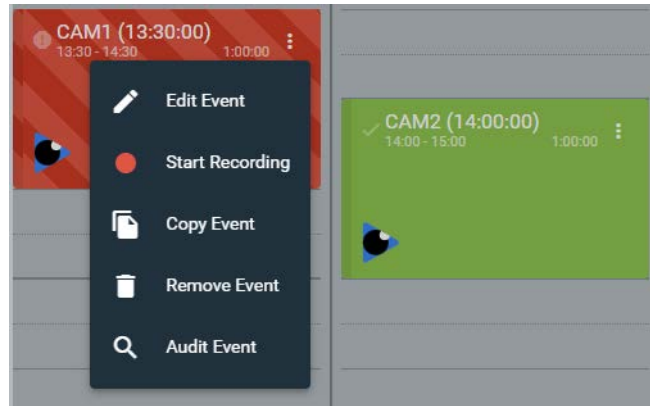 CAM1 (13:30:00)
13:30 - 14:30 1:00:00
Edit Event
Start Recording
Copy Event
Remove Event
Audit Event
CAM2 (14:00:00)
14:00 - 15:00 1:00:00